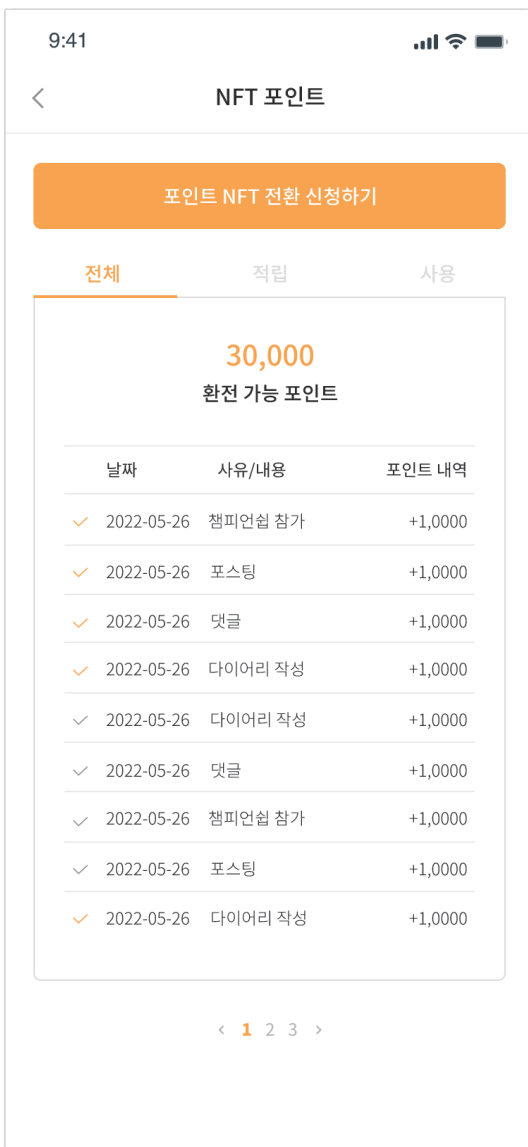 9:41
NFT 포인트
포인트 NFT 전환 신청하기
전체 적립 사용
30,000
환전 가능 포인트
날짜 사유/내용 포인트 내역
2022-05-26 챔피언쉽 참가 +1,0000
2022-05-26 포스팅 +1,0000
2022-05-26 댓글 +1,0000
2022-05-26 다이어리 작성 +1,0000
2022-05-26 다이어리 작성 +1,0000
2022-05-26 댓글 +1,0000
2022-05-26 챔피언쉽 참가 +1,0000
2022-05-26 포스팅 +1,0000
2022-05-26 다이어리 작성 +1,0000
‹ 1 2 3 ›